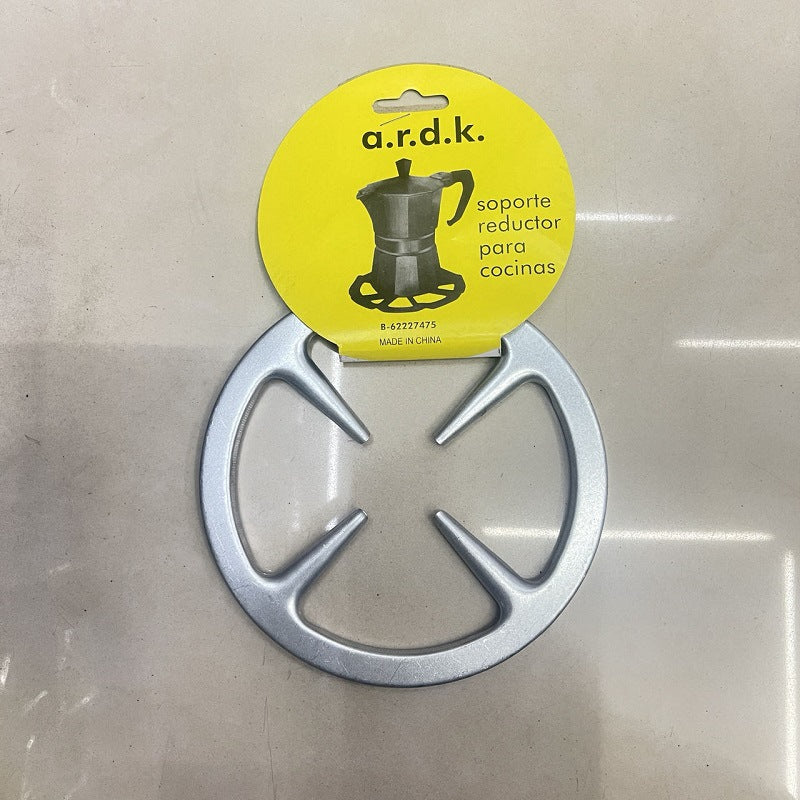 a.r.d.k.
soporte
reductor
para
cocinas
B-62227475
MADE IN CHINA